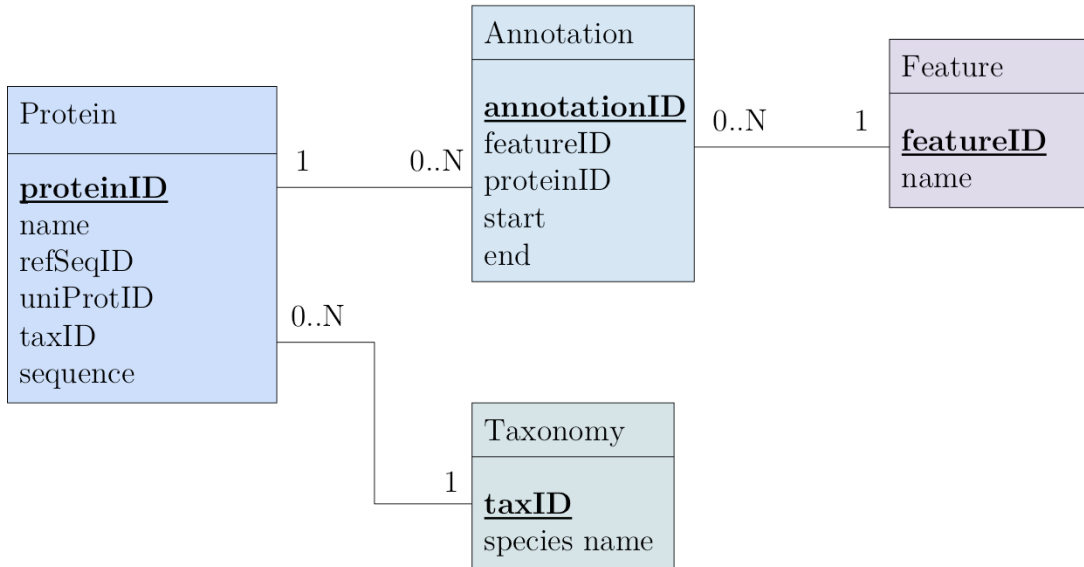 Protein
proteinID
name
refSeqID
uniProtID
taxID
sequence
1
0..N
Annotation
annotationID
featureID
proteinID
start
end
0..N
1
Feature
featureID
name
0..N
1
Taxonomy
taxID
species name